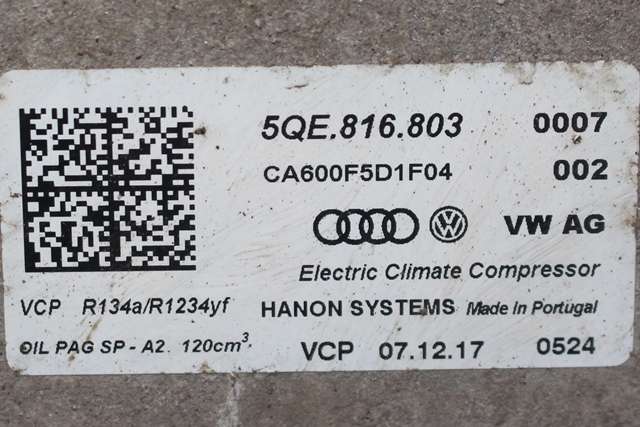 5QE.816.803 0007
CA600F5D1F04 002
VW AG
Electric Climate Compressor
VCP R134a/R1234yf HANON SYSTEMS Made in Portugal
OIL PAG SP - A2. 120cm³ VCP 07.12.17 0524